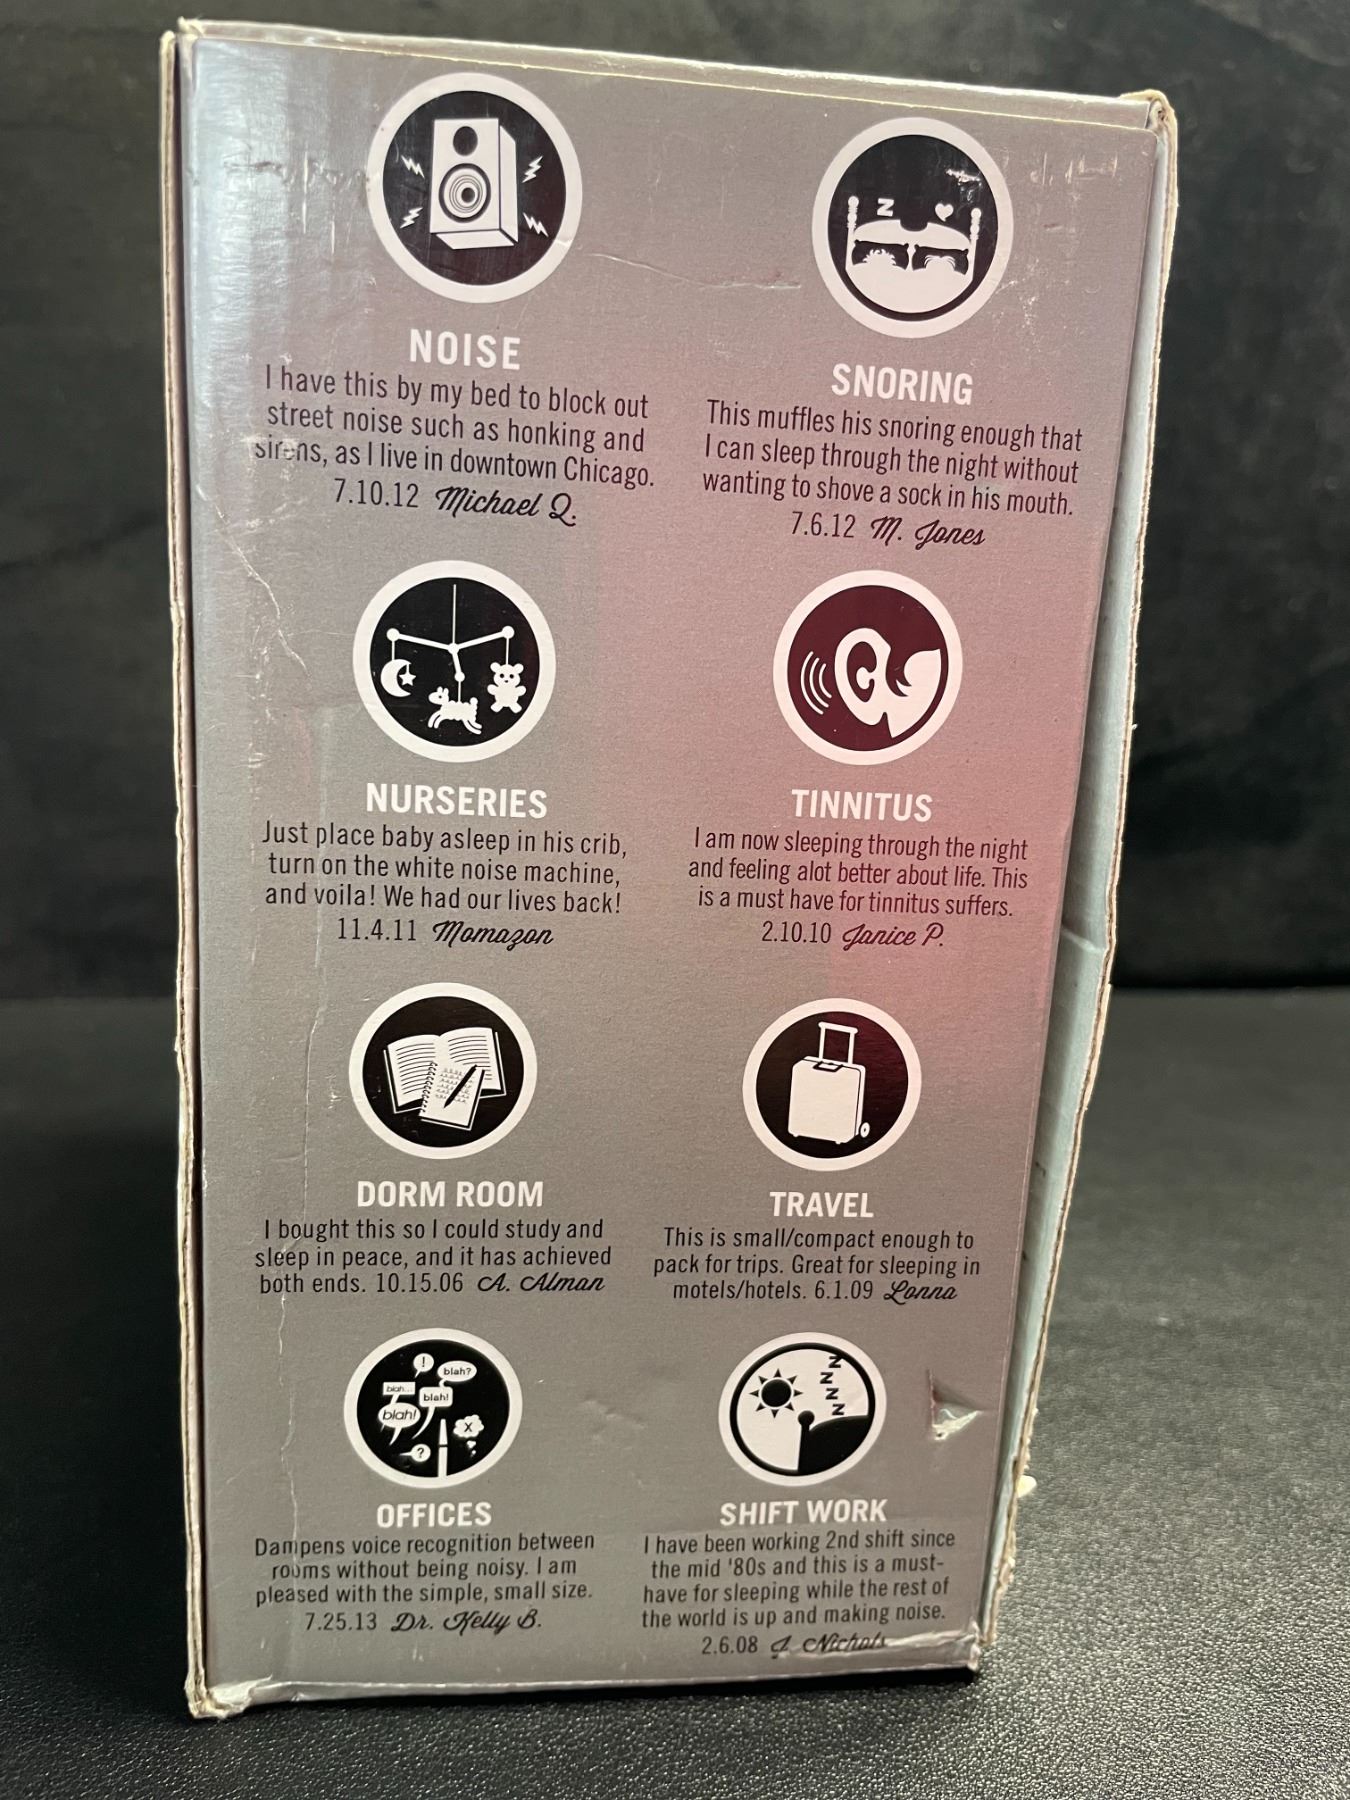 NOISE
I have this by my bed to block out
street noise such as honking and
sirens, as I live in downtown Chicago.
7.10.12 Michael Q.
SNORING
This muffles his snoring enough that
I can sleep through the night without
wanting to shove a sock in his mouth.
7.6.12 M. Jones
NURSERIES
Just place baby asleep in his crib,
turn on the white noise machine,
and voila! We had our lives back!
11.4.11 Momazon
TINNITUS
I am now sleeping through the night
and feeling alot better about life. This
is a must have for tinnitus suffers.
2.10.10 Janice P.
DORM ROOM
I bought this so I could study and
sleep in peace, and it has achieved
both ends. 10.15.06 A. Alman
TRAVEL
This is small/compact enough to
pack for trips. Great for sleeping in
motels/hotels. 6.1.09 Lonna
! blah?
blah...
blah!
blah!
X
?
OFFICES
Dampens voice recognition between
rooms without being noisy. I am
pleased with the simple, small size.
7.25.13 Dr. Kelly B.
Z
Z
Z
Z
SHIFT WORK
I have been working 2nd shift since
the mid '80s and this is a must-
have for sleeping while the rest of
the world is up and making noise.
2.6.08 J. Nichols
Z